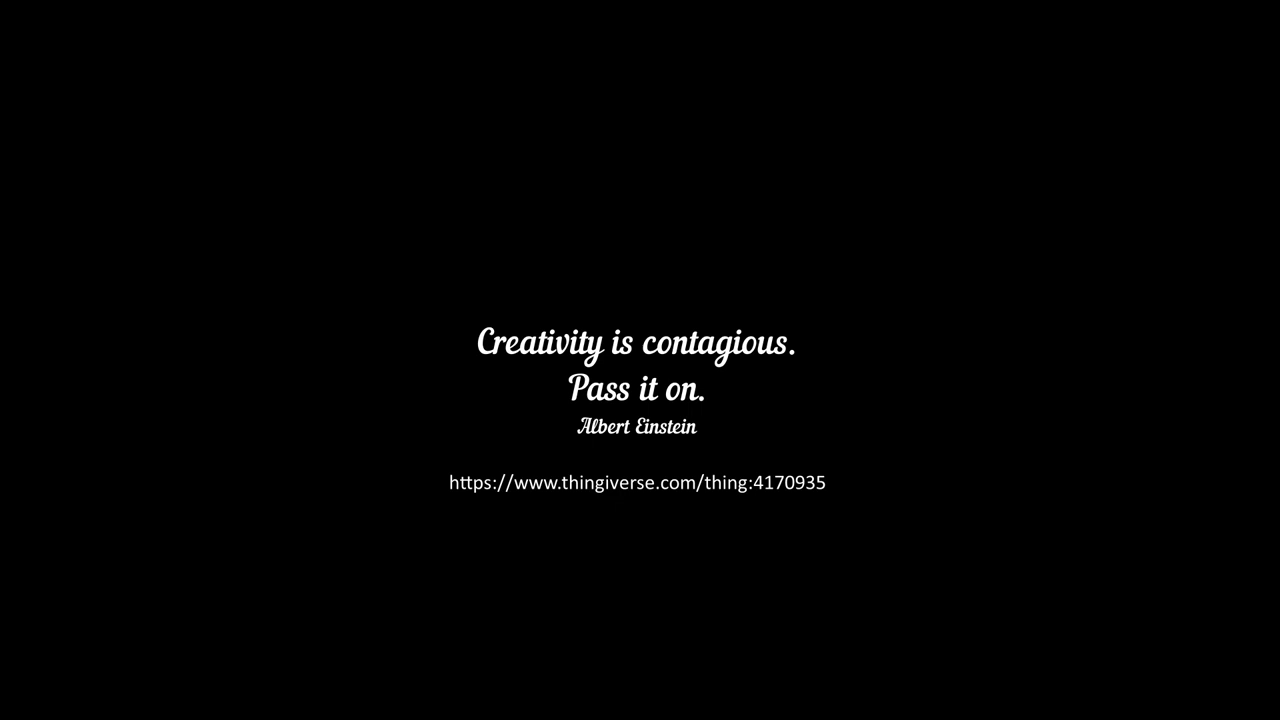 Creativity is contagious.
Pass it on.
Albert Einstein
https://www.thingiverse.com/thing:4170935